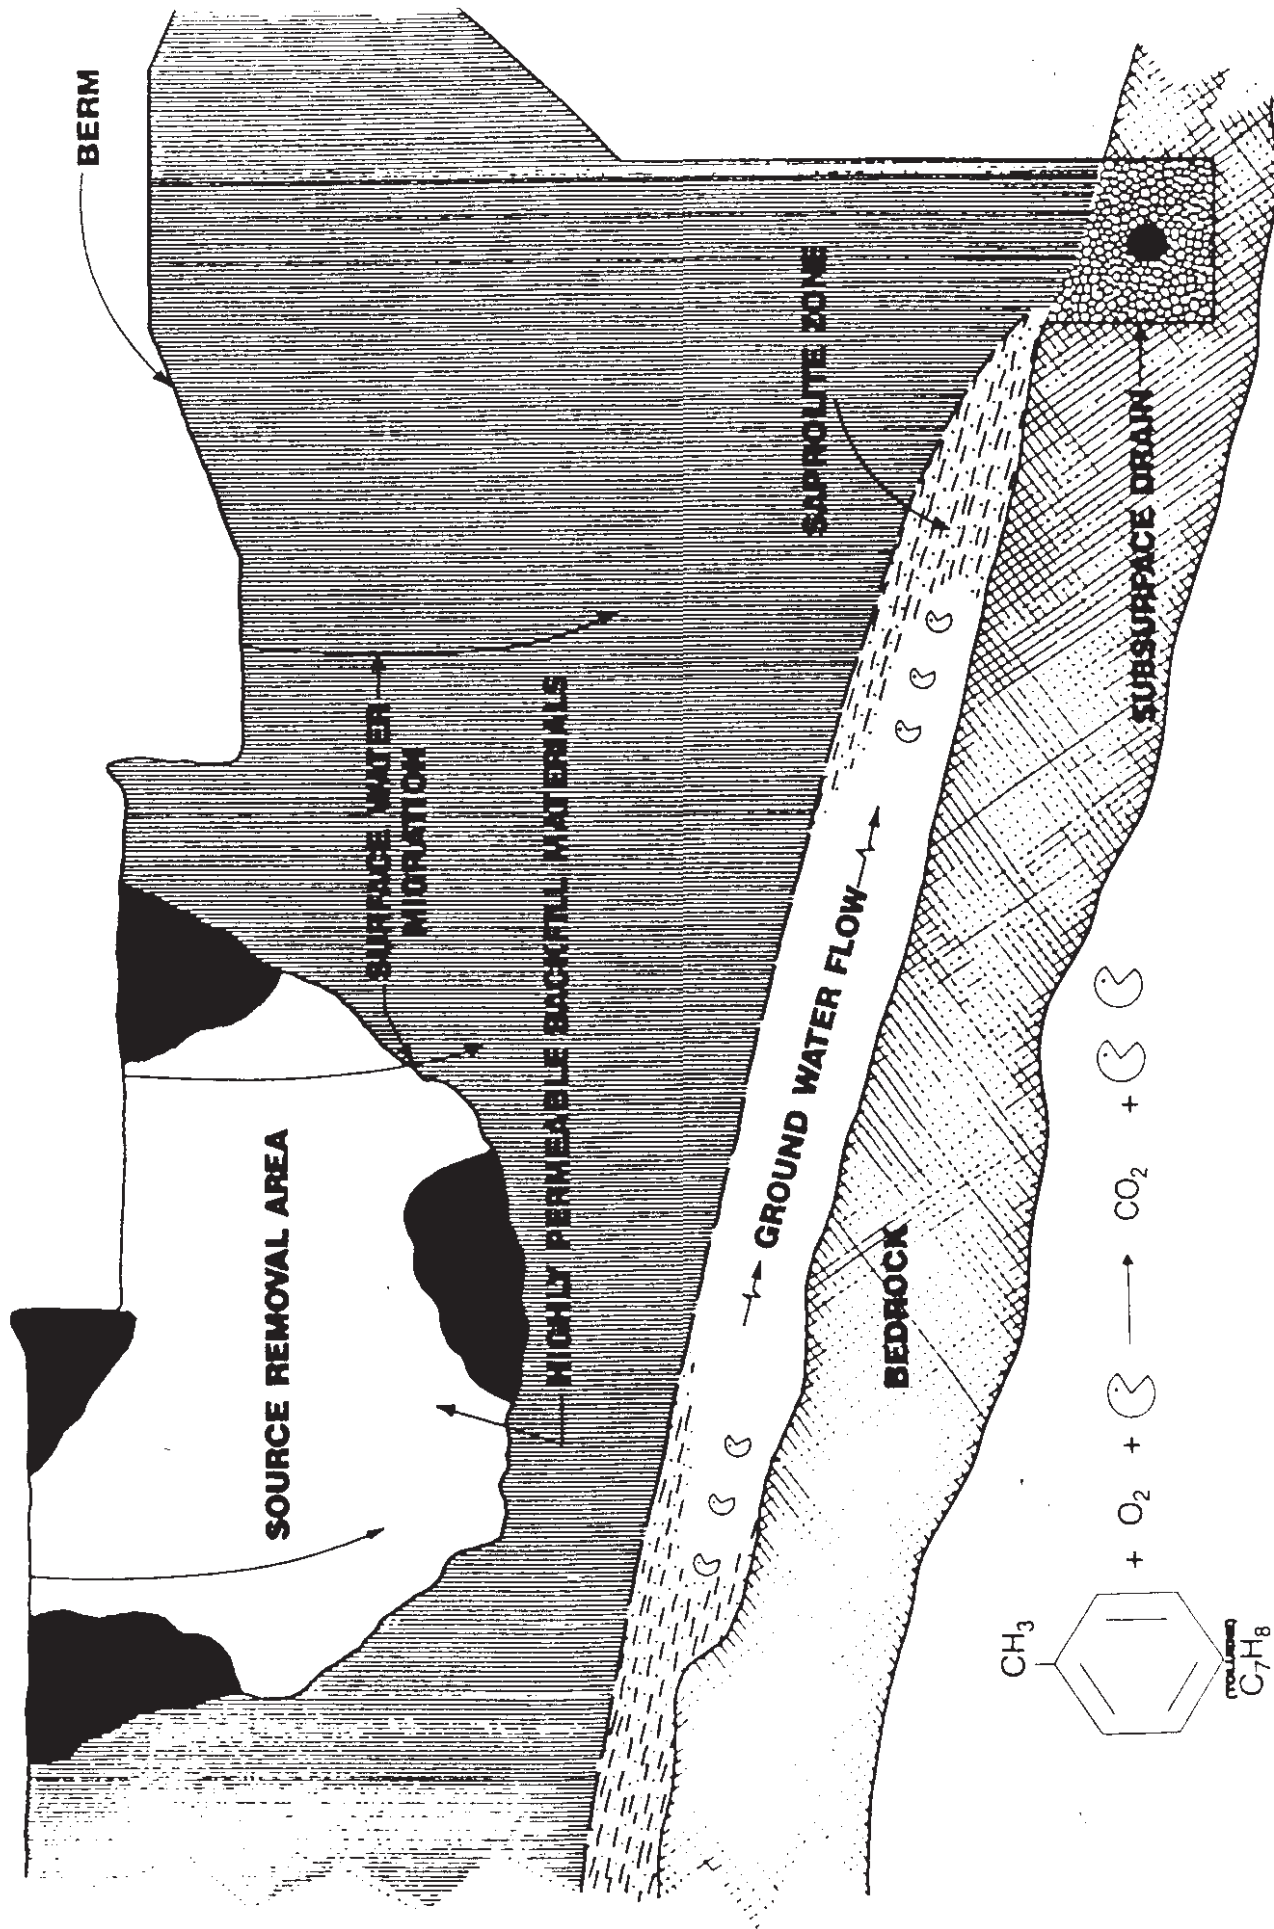 BERM
SOURCE REMOVAL AREA
SURFACE WATER
MIGRATION
HIGHLY PERMEABLE BACKFILL MATERIALS
SAPROLITE ZONE
GROUND WATER FLOW
BEDROCK
SUBSURFACE DRAIN
CH3
+ O2 + → CO2 +
(TOLUENE)
C7H8